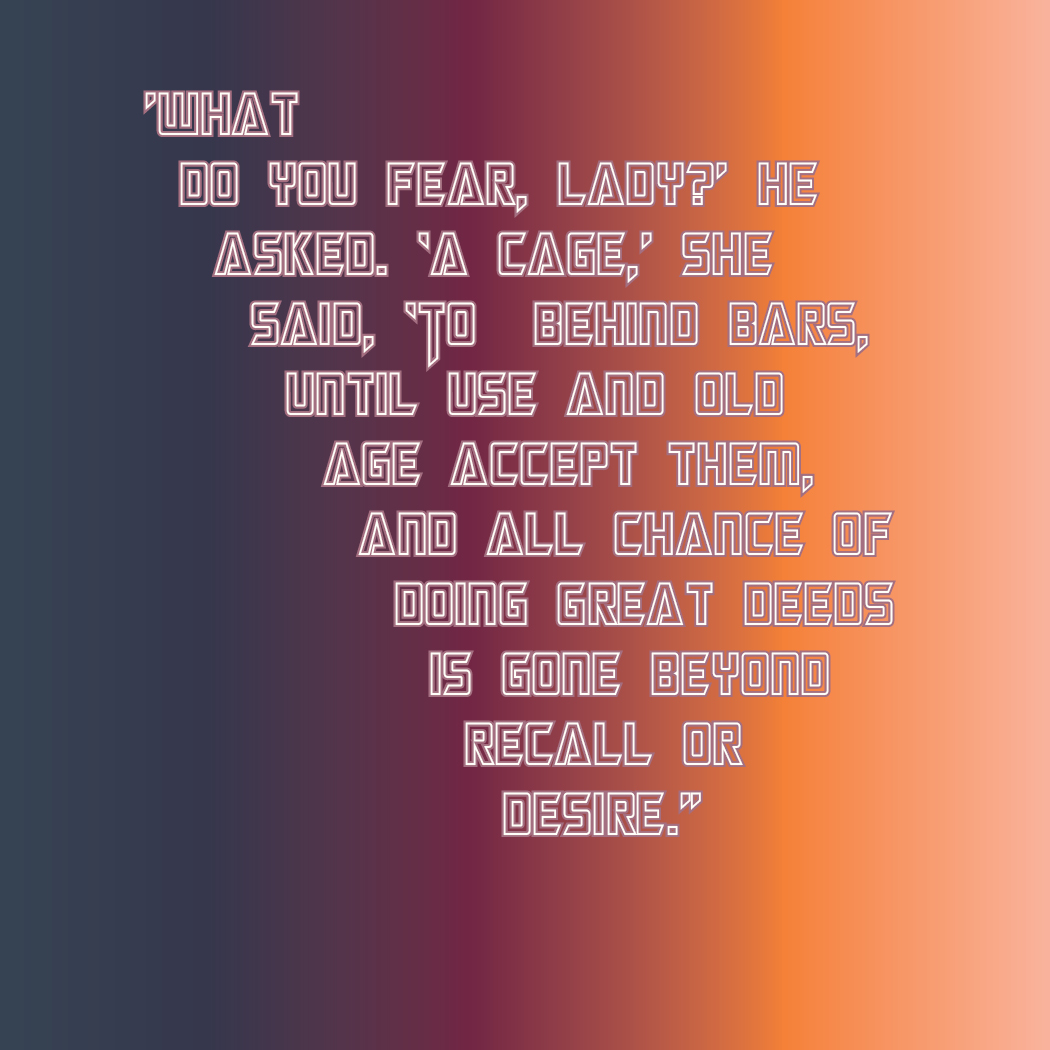 'WHAT
DO YOU FEAR, LADY?' HE
ASKED. 'A CAGE,' SHE
SAID, 'TO  BEHIND BARS,
UNTIL USE AND OLD
AGE ACCEPT THEM,
AND ALL CHANCE OF
DOING GREAT DEEDS
IS GONE BEYOND
RECALL OR
DESIRE.”